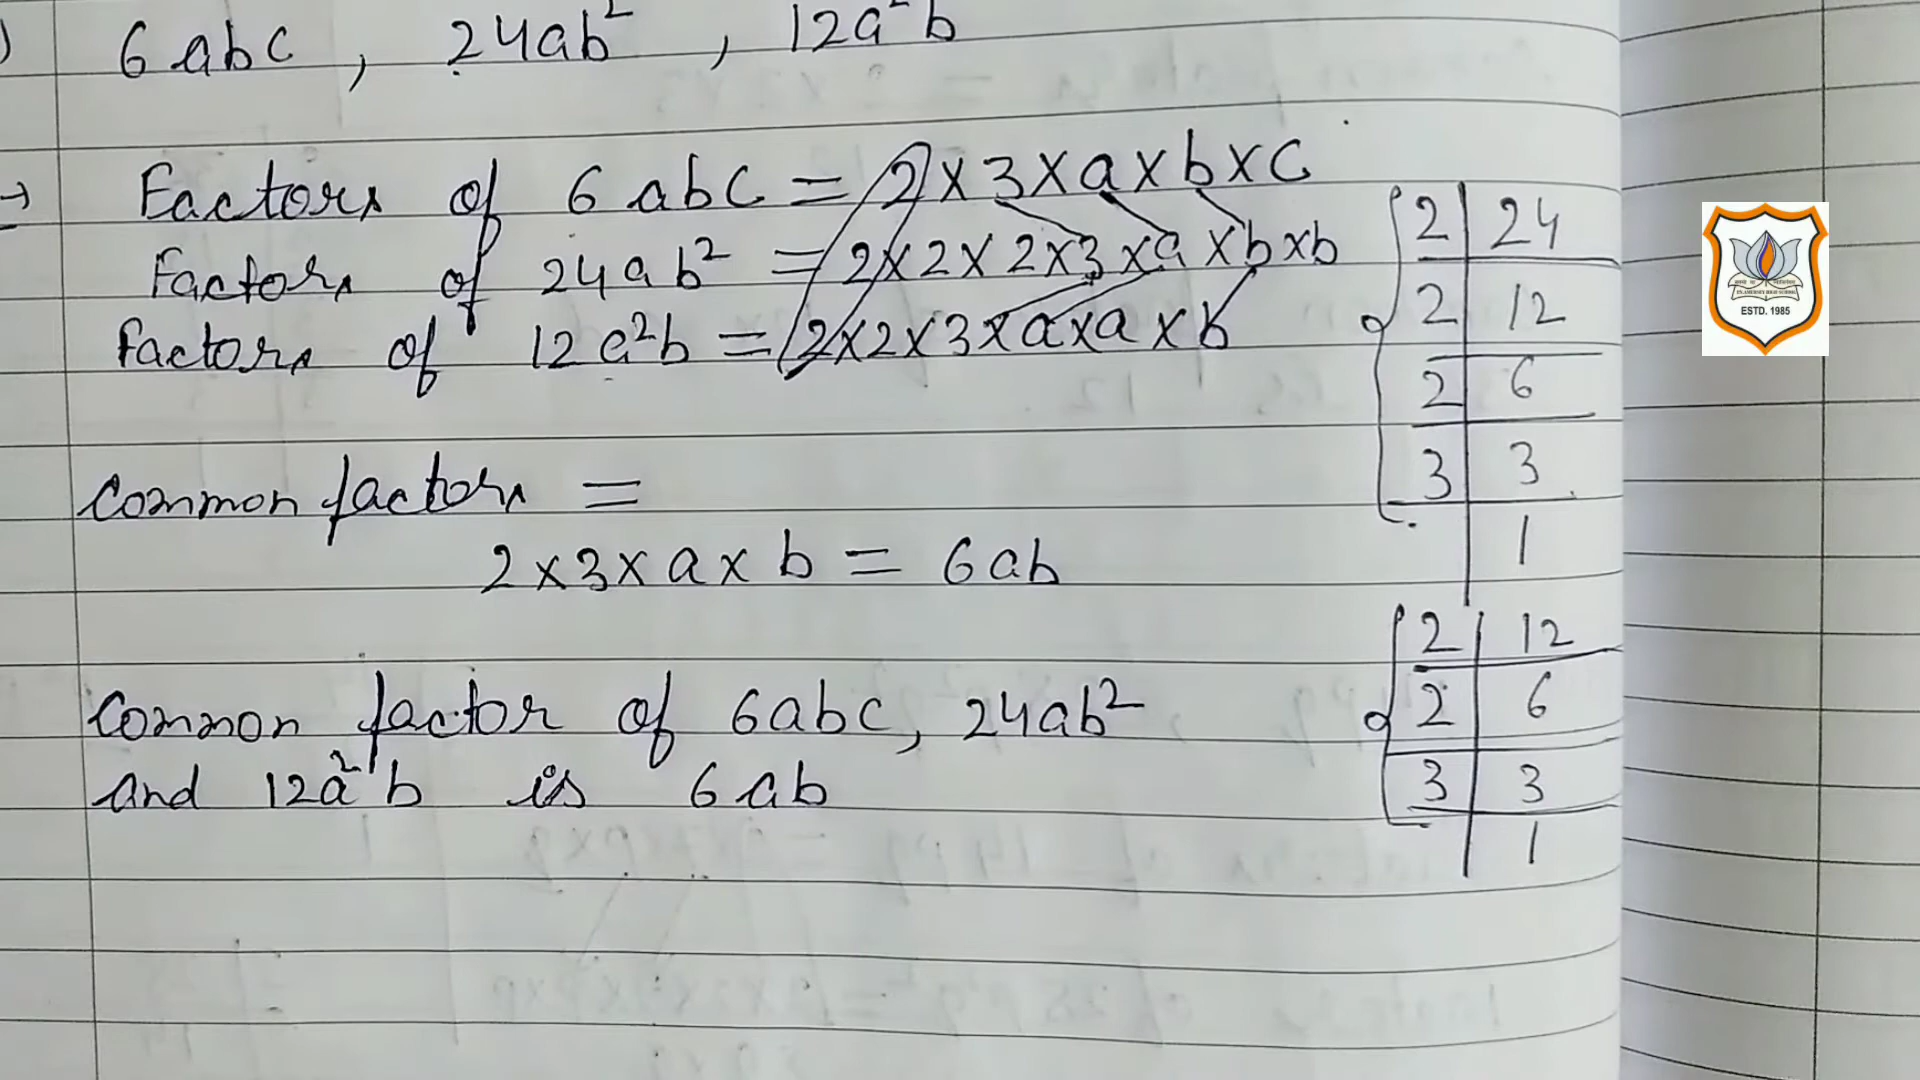 6abc, 24ab², 12a²b
Factors of 6abc = 2×3×a×b×c
Factors of 24ab² = 2×2×2×3×a×b×b
factors of 12a²b = 2×2×3×a×a×b
common factors =
2×3×a×b = 6ab
common factor of 6abc, 24ab²
and 12a²b is 6ab
2 | 24
2 | 12
2 | 6
3 | 3
1
2 | 12
2 | 6
3 | 3
1
ESTD. 1985